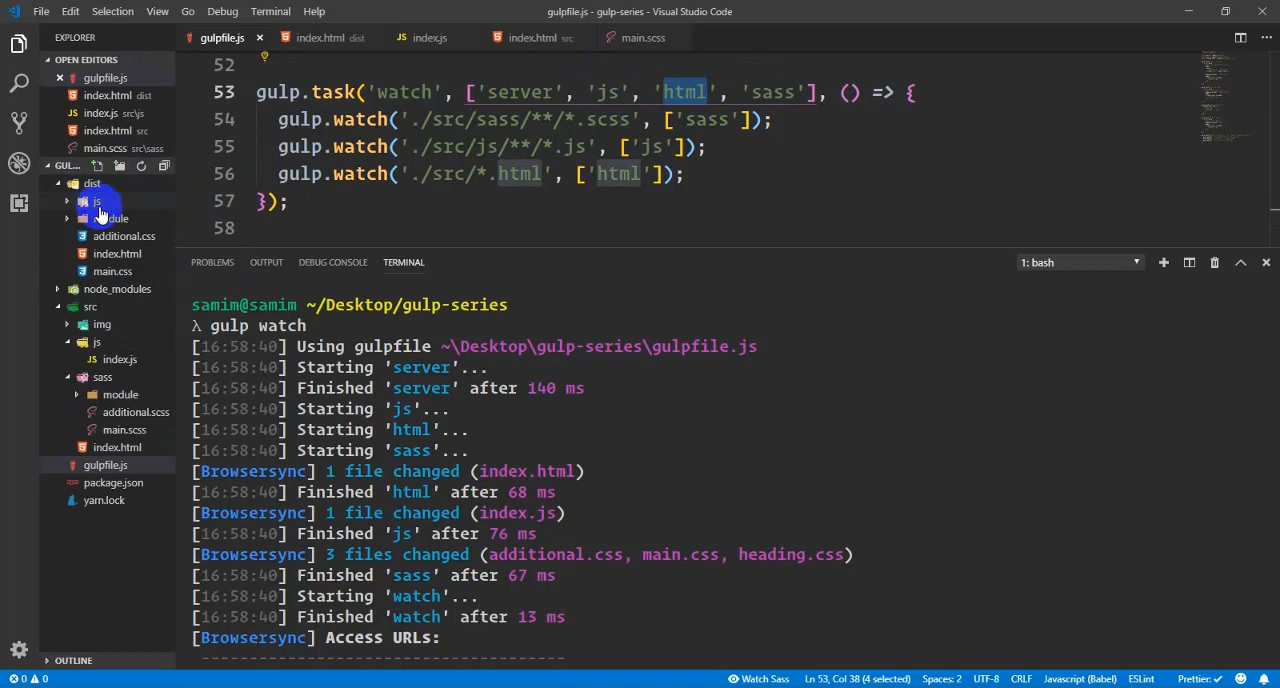 File Edit Selection View Go Debug Terminal Help
gulpfile.js - gulp-series - Visual Studio Code
EXPLORER
gulpfile.js
index.html dist
index.js
index.html src
main.scss
OPEN EDITORS
gulpfile.js
index.html dist
index.js src\js
index.html src
main.scss src\sass
GUL...
dist
js
additional.css
index.html
main.css
node_modules
src
img
js
index.js
sass
module
additional.scss
main.scss
index.html
gulpfile.js
package.json
yarn.lock
OUTLINE
52
53 gulp.task('watch', ['server', 'js', 'html', 'sass'], () => {
54 gulp.watch('./src/sass/**/*.scss', ['sass']);
55 gulp.watch('./src/js/**/*.js', ['js']);
56 gulp.watch('./src/*.html', ['html']);
57 });
58
PROBLEMS OUTPUT DEBUG CONSOLE TERMINAL
1: bash
samim@samim ~/Desktop/gulp-series
λ gulp watch
[16:58:40] Using gulpfile ~\Desktop\gulp-series\gulpfile.js
[16:58:40] Starting 'server'...
[16:58:40] Finished 'server' after 140 ms
[16:58:40] Starting 'js'...
[16:58:40] Starting 'html'...
[16:58:40] Starting 'sass'...
[Browsersync] 1 file changed (index.html)
[16:58:40] Finished 'html' after 68 ms
[Browsersync] 1 file changed (index.js)
[16:58:40] Finished 'js' after 76 ms
[Browsersync] 3 files changed (additional.css, main.css, heading.css)
[16:58:40] Finished 'sass' after 67 ms
[16:58:40] Starting 'watch'...
[16:58:40] Finished 'watch' after 13 ms
[Browsersync] Access URLs:
-----------------------------------
0 0
Watch Sass Ln 53, Col 38 (4 selected) Spaces: 2 UTF-8 CRLF Javascript (Babel) ESLint Prettier: ✓